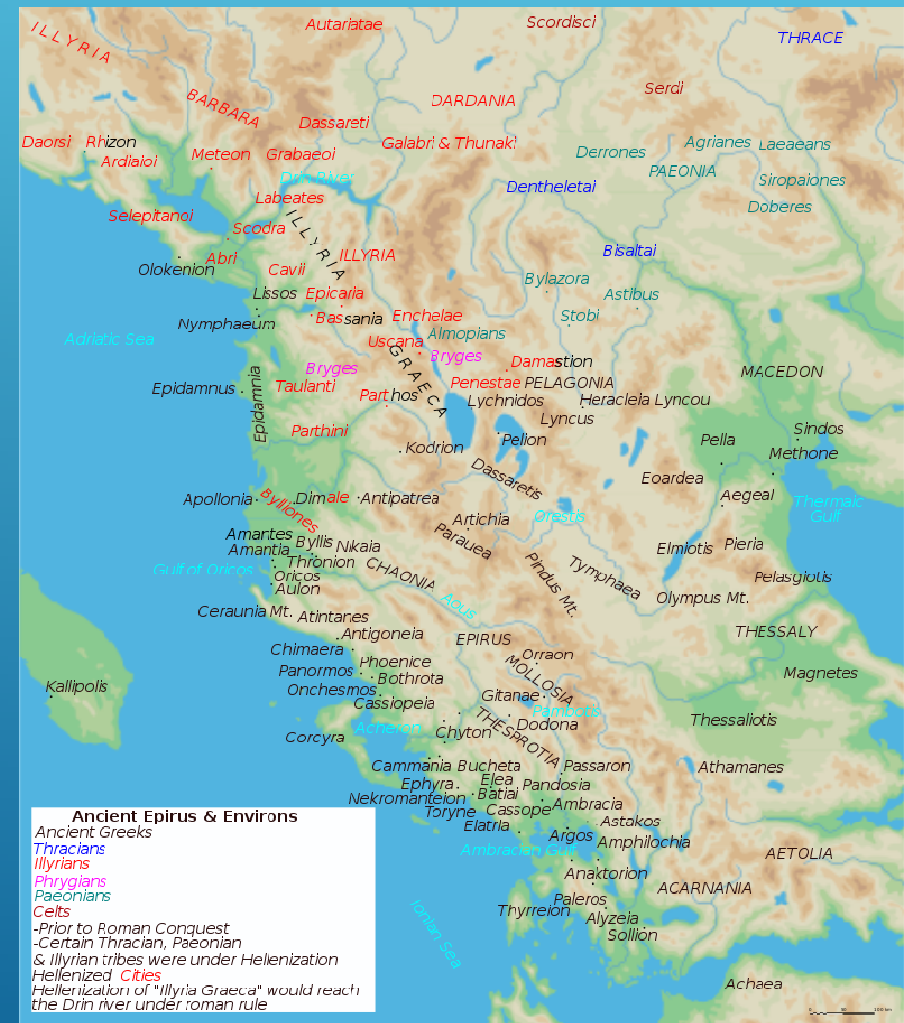 ILLYRIA
Autariatae
Scordisci
THRACE
Serdi
BARBARA
DARDANIA
Dassareti
Daorsi
Rhizon
Ardiaioi
Meteon
Grabaeoi
Galabri & Thunaki
Derrones
Agrianes
Laeaeans
PAEONIA
Drin River
Dentheletai
Siropaiones
Labeates
Doberes
Selepitanoi
Scodra
ILLYRIA
ILLYRIA
Bisaltai
Abri
Olokenion
Cavii
Bylazora
Lissos
Epicaria
Astibus
Nymphaeum
Bassania
Enchelae
Stobi
Adriatic Sea
Uscana
Almopians
Bryges
GRAECA
Bryges
Damastion
MACEDON
Epidamnus
Epidamnia
Taulanti
Parthos
Penestae
PELAGONIA
Lychnidos
Heracleia Lyncou
Lyncus
Parthini
Sindos
Kodrion
Pelion
Pella
Methone
Dassaretis
Eoardea
Apollonia
Bylliones
Dimale
Antipatrea
Aegeai
Thermaic
Gulf
Artichia
Orestis
Amantes
Byllis
Nikaia
Parauea
Amantia
Elmiotis
Pieria
Thronion
Gulf of Oricos
Oricos
CHAONIA
Pindus Mt.
Tymphaea
Pelasgiotis
Aulon
Aous
Olympus Mt.
Ceraunia Mt.
Atintanes
Antigoneia
EPIRUS
THESSALY
Chimaera
Orraon
Phoenice
MOLLOSIA
Panormos
Bothrota
Magnetes
Kallipolis
Onchesmos
Gitanae
Cassiopeia
Pambotis
THESPROTIA
Thessaliotis
Acheron
Chyton
Dodona
Corcyra
Cammania
Bucheta
Passaron
Athamanes
Ephyra
Elea
Pandosia
Nekromanteion
Batiai
Toryne
Cassope
Ambracia
Elatria
Astakos
Argos
Amphilochia
Ambracian Gulf
AETOLIA
Anaktorion
ACARNANIA
Paleros
Thyrreion
Alyzeia
Ionian Sea
Sollion
Achaea
Ancient Epirus & Environs
Ancient Greeks
Thracians
Illyrians
Phrygians
Paeonians
Celts
-Prior to Roman Conquest
-Certain Thracian, Paeonian
& Illyrian tribes were under Hellenization
Hellenized Cities
Hellenization of "Illyria Graeca" would reach
the Drin river under roman rule